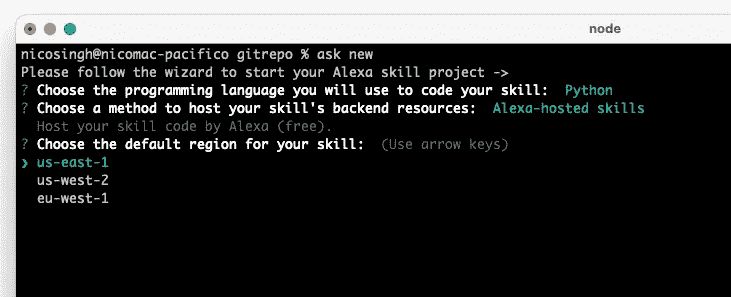 node
nicosingh@nicomac-pacifico gitrepo % ask new
Please follow the wizard to start your Alexa skill project ->
? Choose the programming language you will use to code your skill:  Python
? Choose a method to host your skill's backend resources:  Alexa-hosted skills
  Host your skill code by Alexa (free).
? Choose the default region for your skill:  (Use arrow keys)
❯ us-east-1
  us-west-2
  eu-west-1